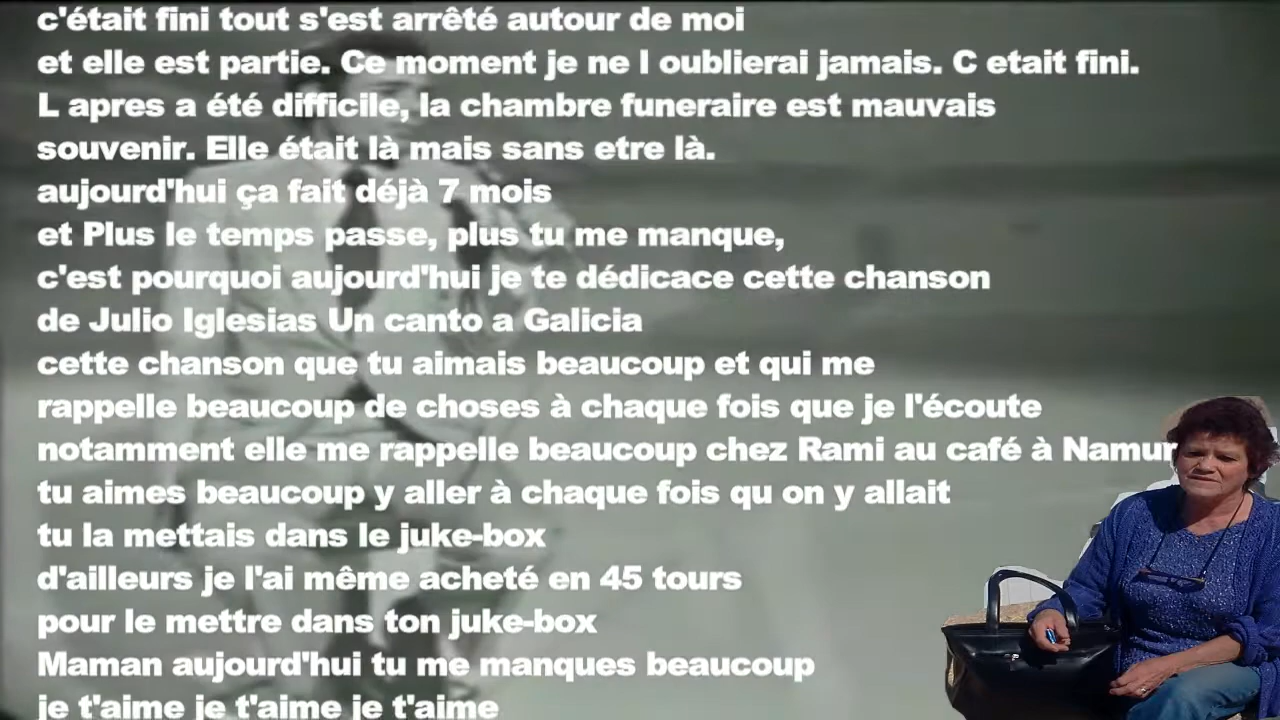 c'était fini tout s'est arrêté autour de moi
et elle est partie. Ce moment je ne l oublierai jamais. C etait fini.
L apres a été difficile, la chambre funeraire est mauvais
souvenir. Elle était là mais sans etre là.
aujourd'hui ça fait déjà 7 mois
et Plus le temps passe, plus tu me manque,
c'est pourquoi aujourd'hui je te dédicace cette chanson
de Julio Iglesias Un canto a Galicia
cette chanson que tu aimais beaucoup et qui me
rappelle beaucoup de choses à chaque fois que je l'écoute
notamment elle me rappelle beaucoup chez Rami au café à Namur
tu aimes beaucoup y aller à chaque fois qu on y allait
tu la mettais dans le juke-box
d'ailleurs je l'ai même acheté en 45 tours
pour le mettre dans ton juke-box
Maman aujourd'hui tu me manques beaucoup
je t'aime je t'aime je t'aime